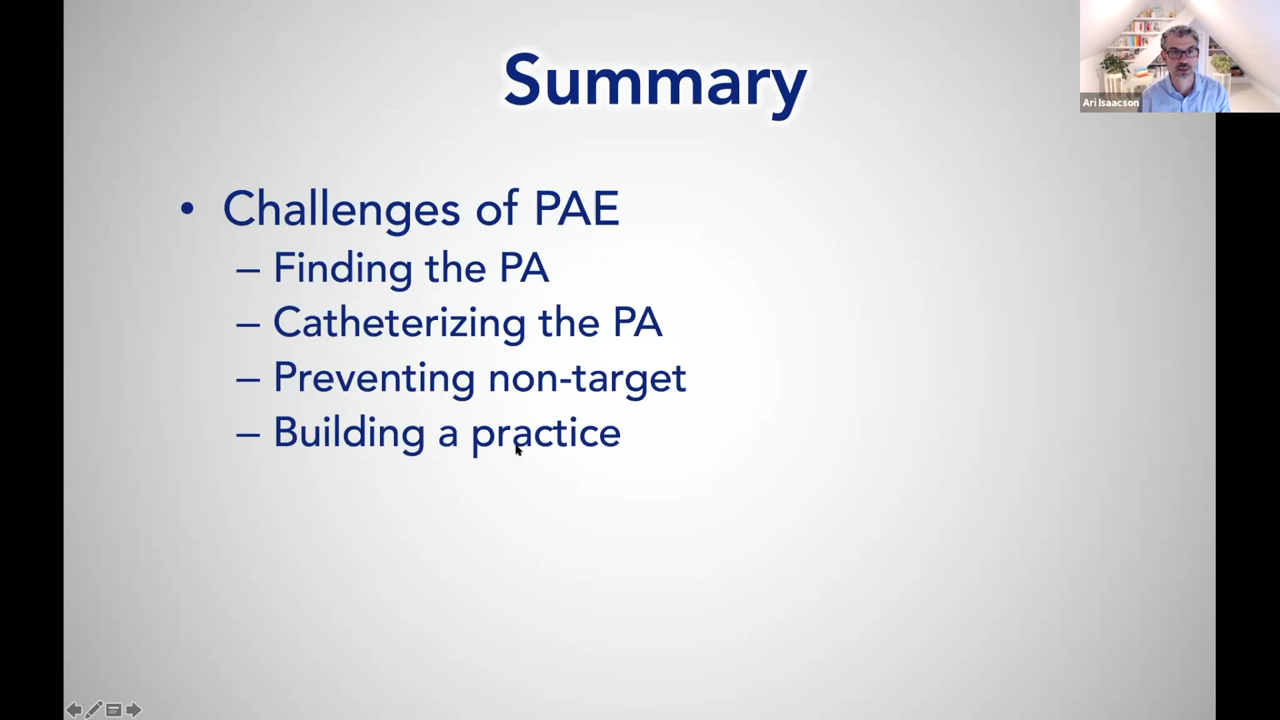 Summary
Ari Isaacson
• Challenges of PAE
– Finding the PA
– Catheterizing the PA
– Preventing non-target
– Building a practice